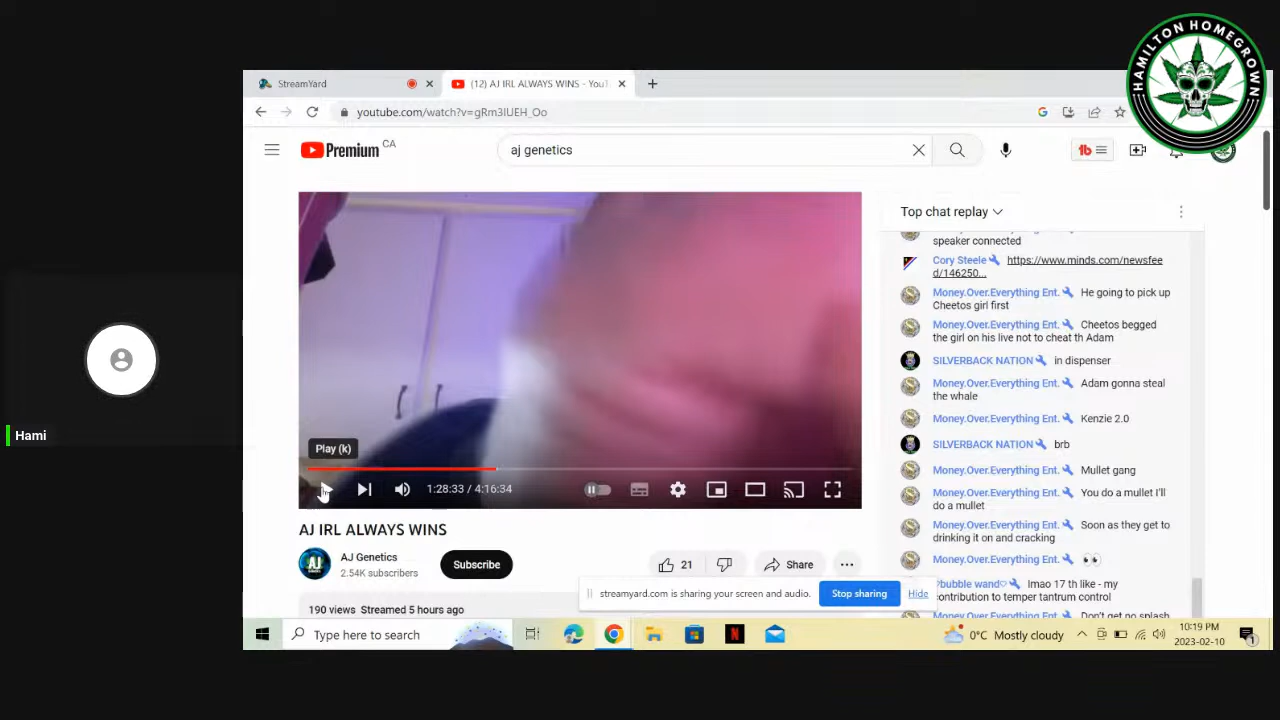 HAMILTON HOMEGROWN
StreamYard
(12) AJ IRL ALWAYS WINS - YouT
youtube.com/watch?v=gRm3IUEH_Oo
Premium CA
aj genetics
Top chat replay
speaker connected
Cory Steele https://www.minds.com/newsfee
d/146250...
Money.Over.Everything Ent. He going to pick up
Cheetos girl first
Money.Over.Everything Ent. Cheetos begged
the girl on his live not to cheat th Adam
SILVERBACK NATION in dispenser
Money.Over.Everything Ent. Adam gonna steal
the whale
Money.Over.Everything Ent. Kenzie 2.0
SILVERBACK NATION brb
Money.Over.Everything Ent. Mullet gang
Money.Over.Everything Ent. You do a mullet I'll
do a mullet
Money.Over.Everything Ent. Soon as they get to
drinking it on and cracking
Money.Over.Everything Ent. 👀
bubble wand lmao 17 th like - my
contribution to temper tantrum control
Money.Over.Everything Ent. Don't get no splash
Play (k)
1:28:33 / 4:16:34
AJ IRL ALWAYS WINS
AJ Genetics
2.54K subscribers
Subscribe
21
Share
190 views Streamed 5 hours ago
streamyard.com is sharing your screen and audio.
Stop sharing
Hide
Hami
Type here to search
0°C Mostly cloudy
10:19 PM
2023-02-10